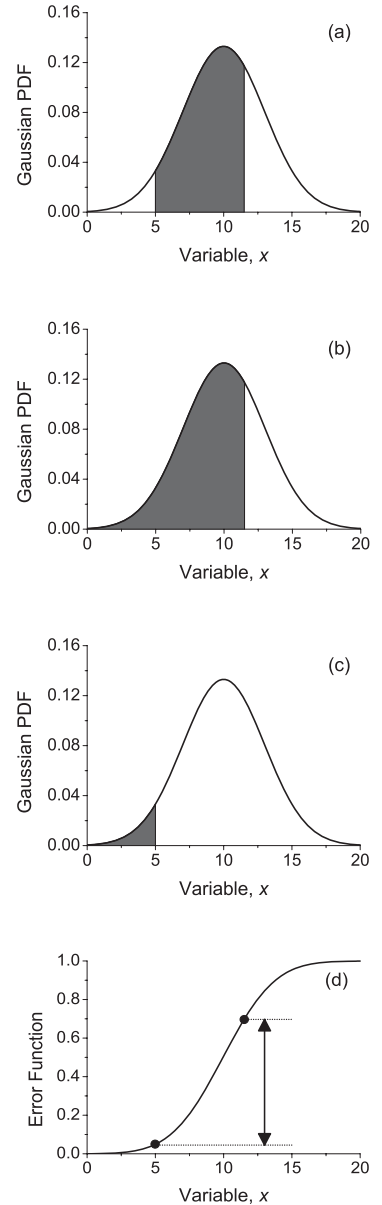 (a)
Gaussian PDF
0.16
0.12
0.08
0.04
0.00
0 5 10 15 20
Variable, x
(b)
Gaussian PDF
0.16
0.12
0.08
0.04
0.00
0 5 10 15 20
Variable, x
(c)
Gaussian PDF
0.16
0.12
0.08
0.04
0.00
0 5 10 15 20
Variable, x
(d)
Error Function
1.0
0.8
0.6
0.4
0.2
0.0
0 5 10 15 20
Variable, x